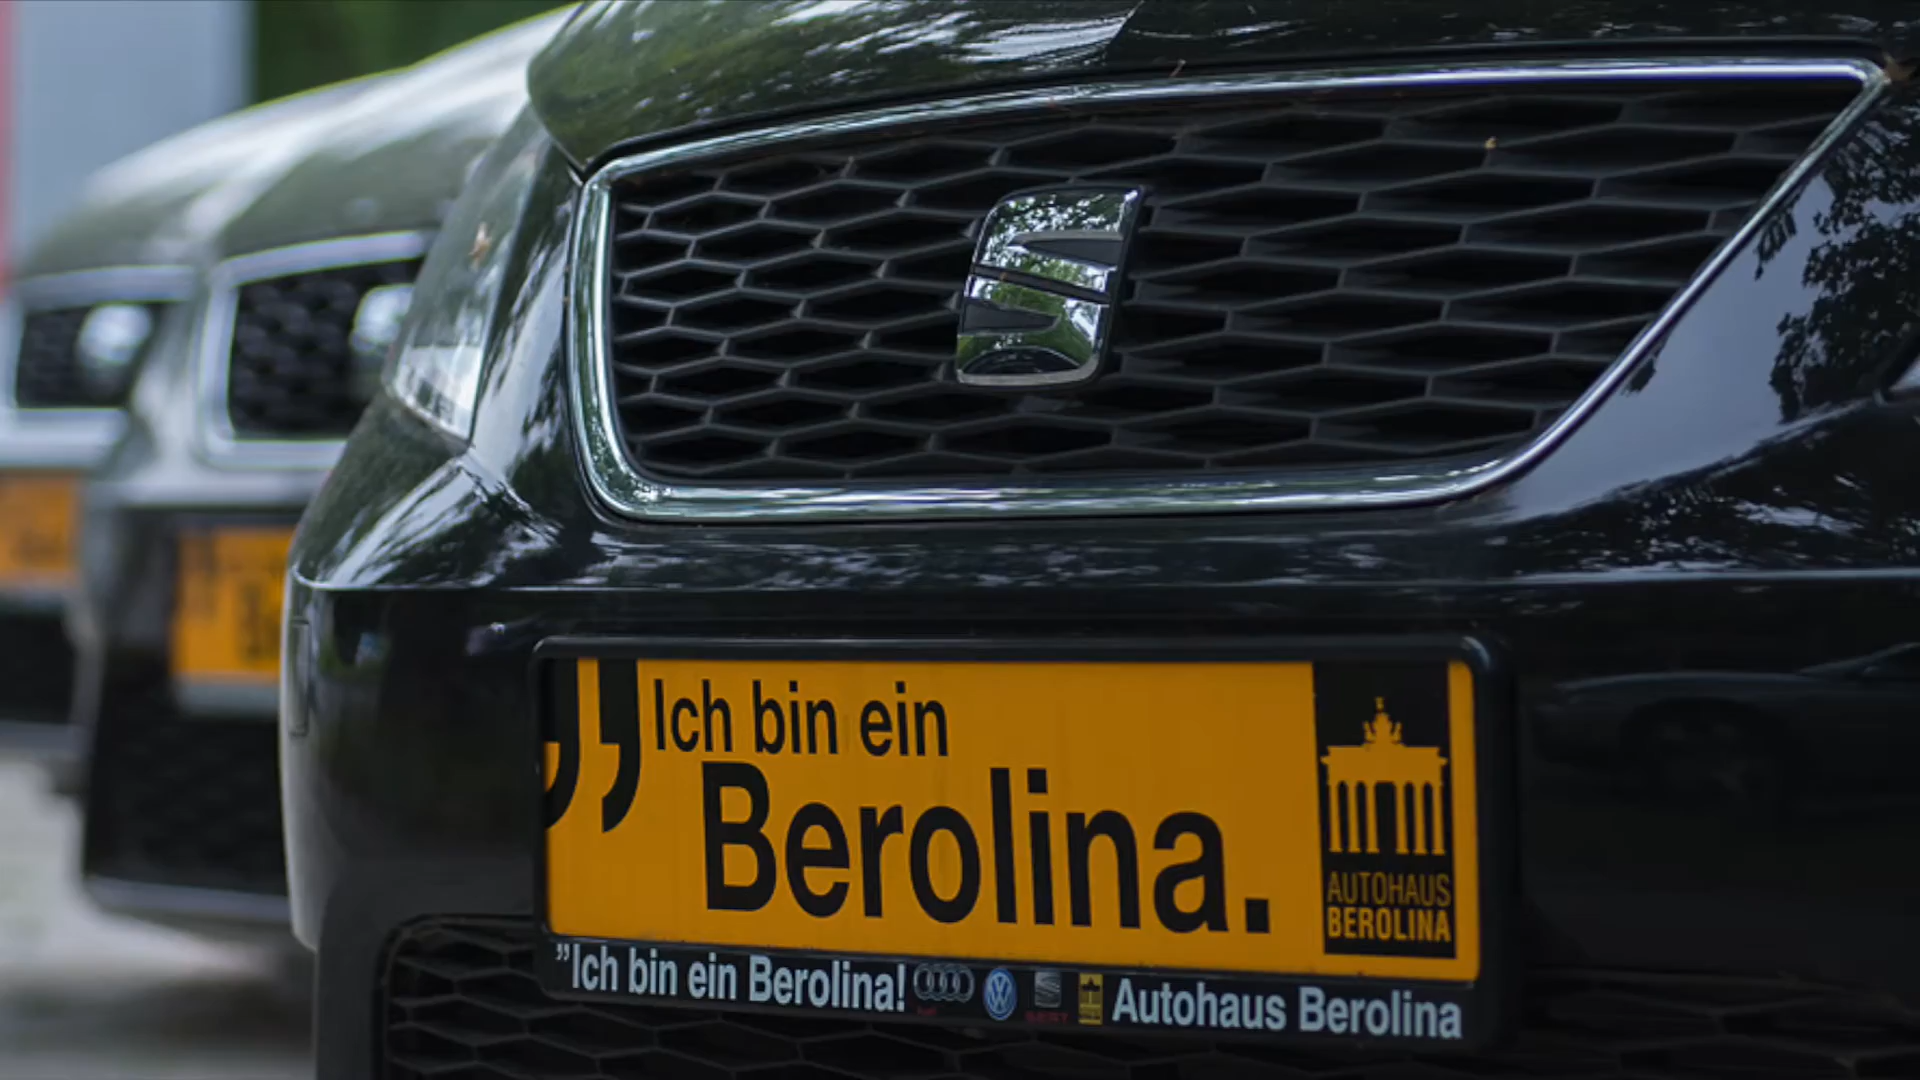 „Ich bin ein
Berolina.
AUTOHAUS
BEROLINA
”Ich bin ein Berolina! Autohaus Berolina